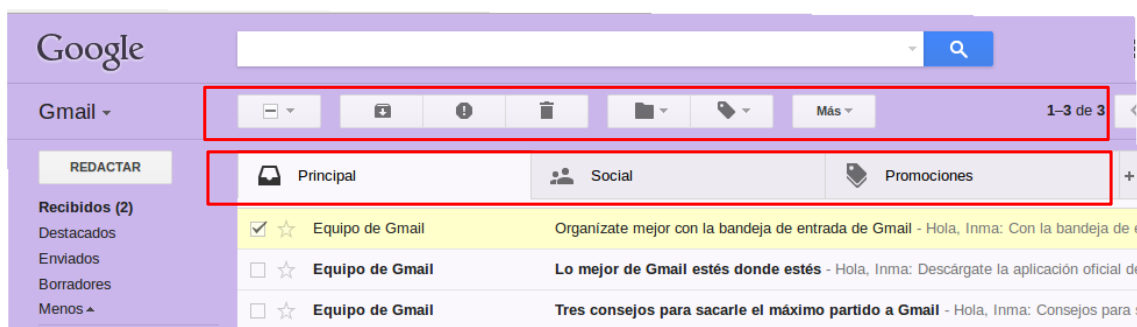 Google
Gmail
Más
1–3 de 3
REDACTAR
Principal
Social
Promociones
+
Recibidos (2)
Destacados
Enviados
Borradores
Menos
Equipo de Gmail Organízate mejor con la bandeja de entrada de Gmail - Hola, Inma: Con la bandeja de
Equipo de Gmail Lo mejor de Gmail estés donde estés - Hola, Inma: Descárgate la aplicación oficial
Equipo de Gmail Tres consejos para sacarle el máximo partido a Gmail - Hola, Inma: Consejos para